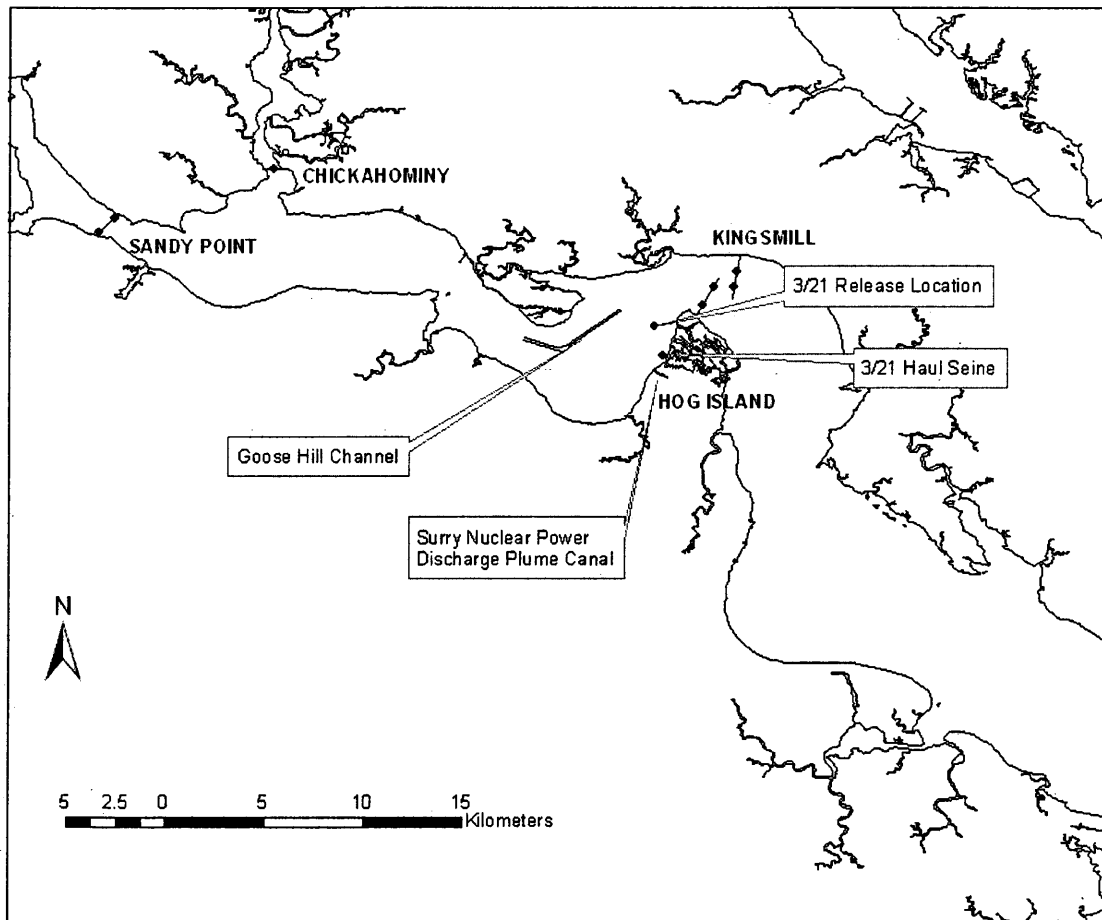 CHICKAHOMINY
SANDY POINT
KINGSMILL
3/21 Release Location
3/21 Haul Seine
HOG ISLAND
Goose Hill Channel
Surry Nuclear Power
Discharge Plume Canal
N
5 2.5 0 5 10 15
Kilometers